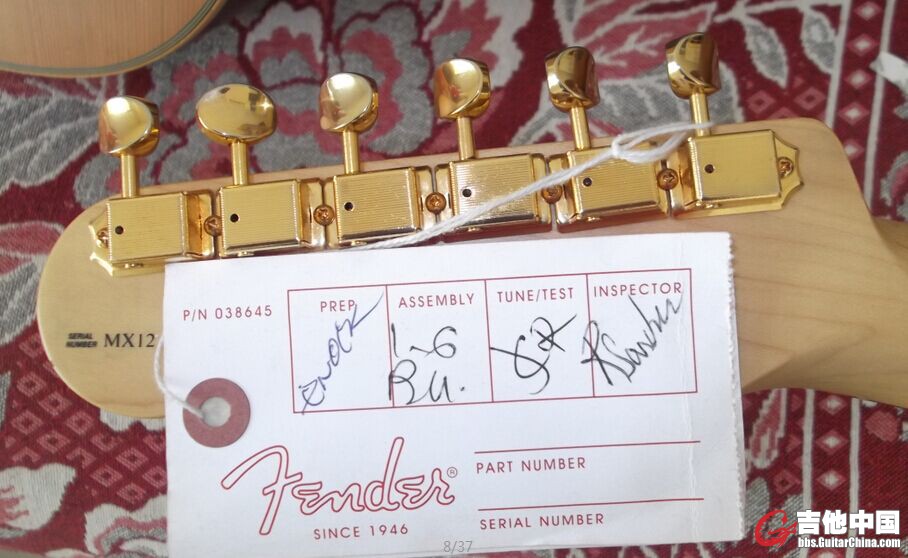 SERIAL
NUMBER MX12
P/N 038645
PREP
ASSEMBLY
TUNE/TEST
INSPECTOR
1-6
Fender®
SINCE 1946
PART NUMBER
SERIAL NUMBER
8/37
吉他中国
bbs.GuitarChina.com